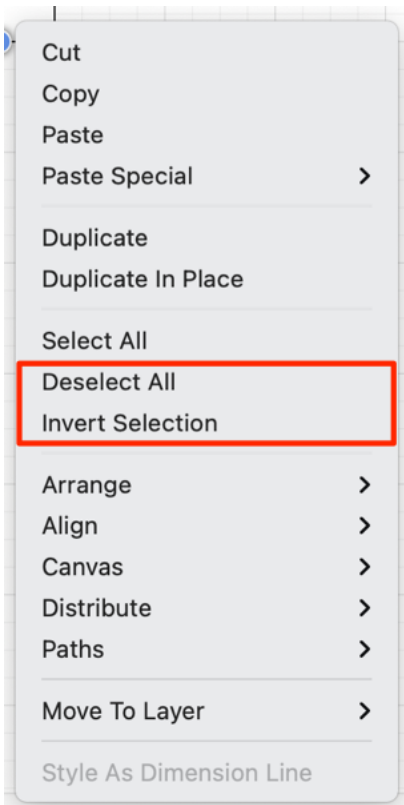 Cut
Copy
Paste
Paste Special
Duplicate
Duplicate In Place
Select All
Deselect All
Invert Selection
Arrange
Align
Canvas
Distribute
Paths
Move To Layer
Style As Dimension Line